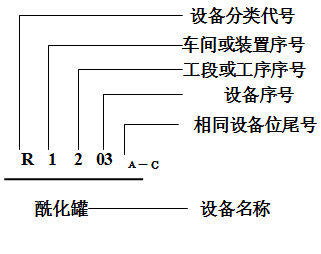 设备分类代号
车间或装置序号
工段或工序序号
设备序号
相同设备位尾号
R 1 2 03 A－C
酰化罐 设备名称